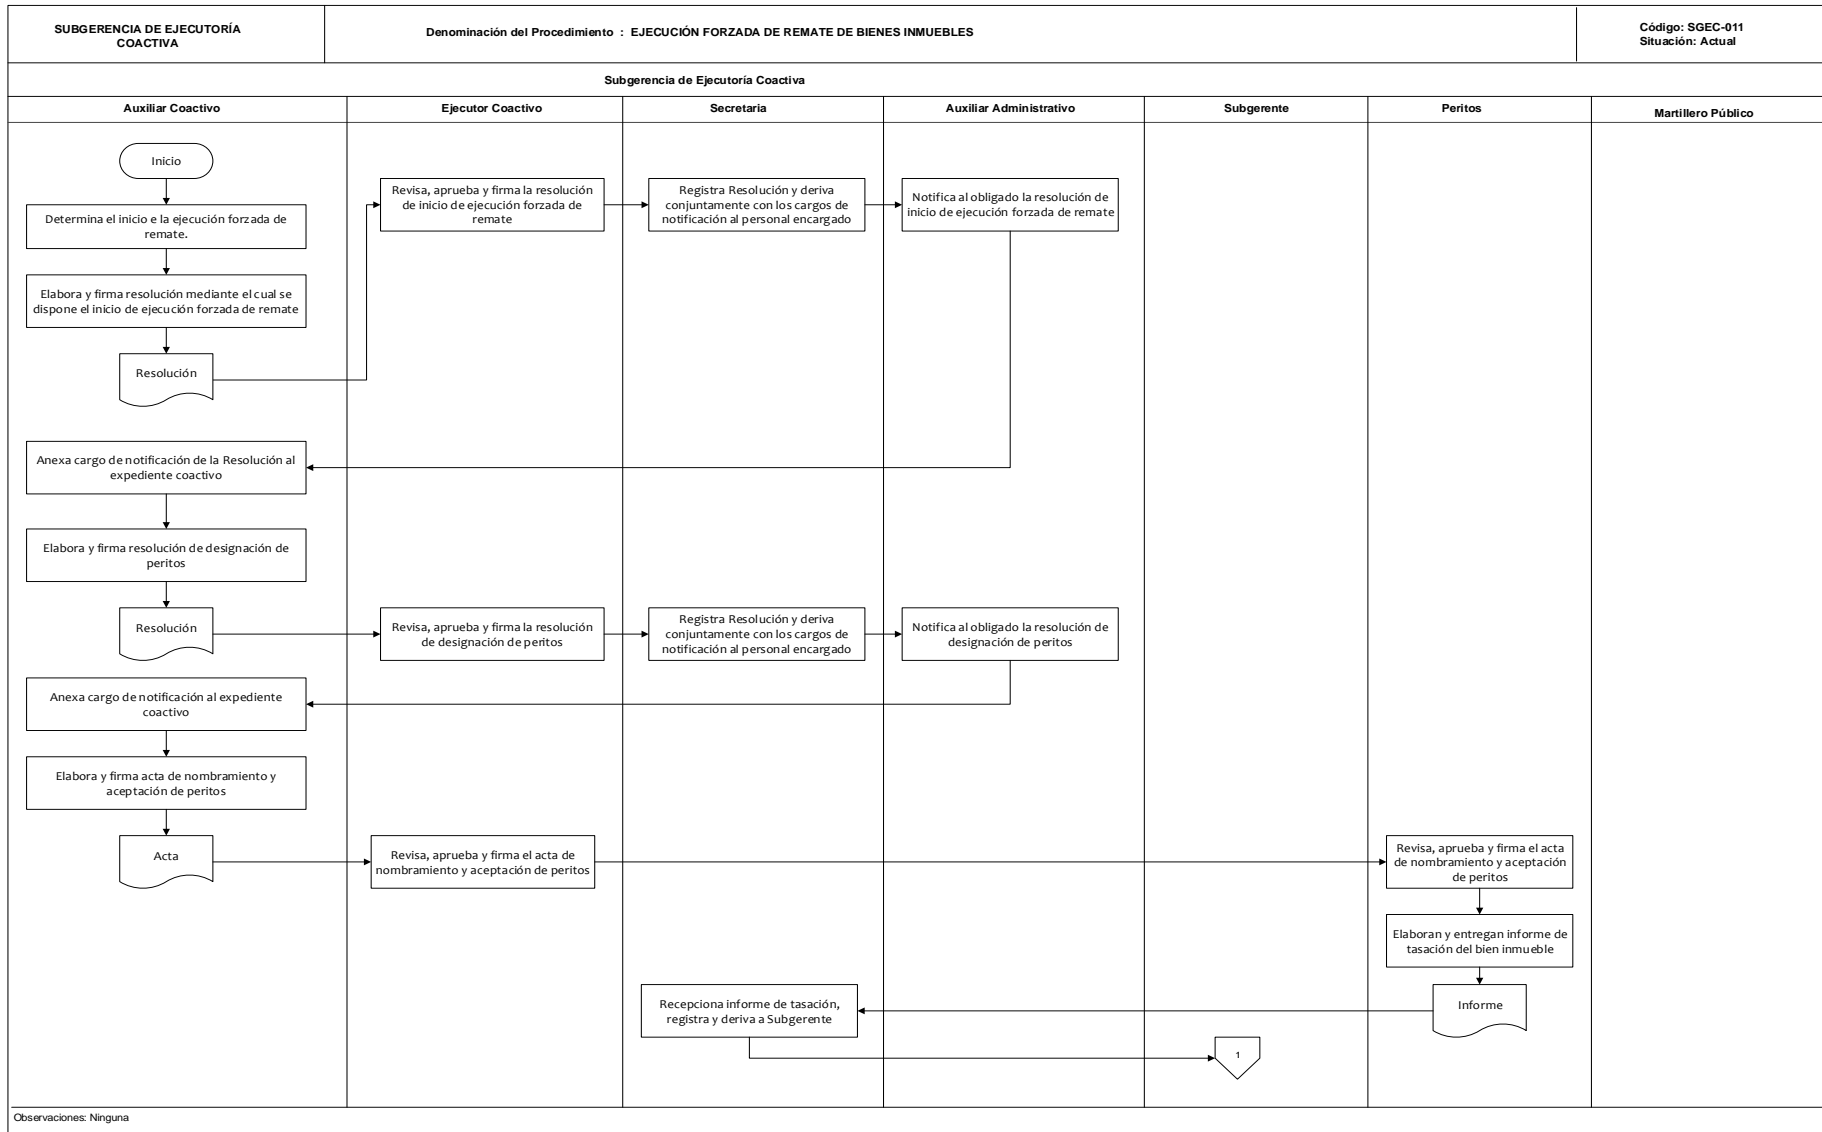 SUBGERENCIA DE EJECUTORÍA
COACTIVA
Denominación del Procedimiento : EJECUCIÓN FORZADA DE REMATE DE BIENES INMUEBLES
Código: SGEC-011
Situación: Actual
Subgerencia de Ejecutoría Coactiva
Auxiliar Coactivo
Ejecutor Coactivo
Secretaria
Auxiliar Administrativo
Subgerente
Peritos
Martillero Público
Inicio
Determina el inicio e la ejecución forzada de
remate.
Elabora y firma resolución mediante el cual se
dispone el inicio de ejecución forzada de remate
Resolución
Revisa, aprueba y firma la resolución
de inicio de ejecución forzada de
remate
Registra Resolución y deriva
conjuntamente con los cargos de
notificación al personal encargado
Notifica al obligado la resolución de
inicio de ejecución forzada de remate
Anexa cargo de notificación de la Resolución al
expediente coactivo
Elabora y firma resolución de designación de
peritos
Resolución
Revisa, aprueba y firma la resolución
de designación de peritos
Registra Resolución y deriva
conjuntamente con los cargos de
notificación al personal encargado
Notifica al obligado la resolución de
designación de peritos
Anexa cargo de notificación al expediente
coactivo
Elabora y firma acta de nombramiento y
aceptación de peritos
Acta
Revisa, aprueba y firma el acta de
nombramiento y aceptación de peritos
Revisa, aprueba y firma el acta
de nombramiento y aceptación
de peritos
Elaboran y entregan informe de
tasación del bien inmueble
Informe
Recepciona informe de tasación,
registra y deriva a Subgerente
1
Observaciones: Ninguna